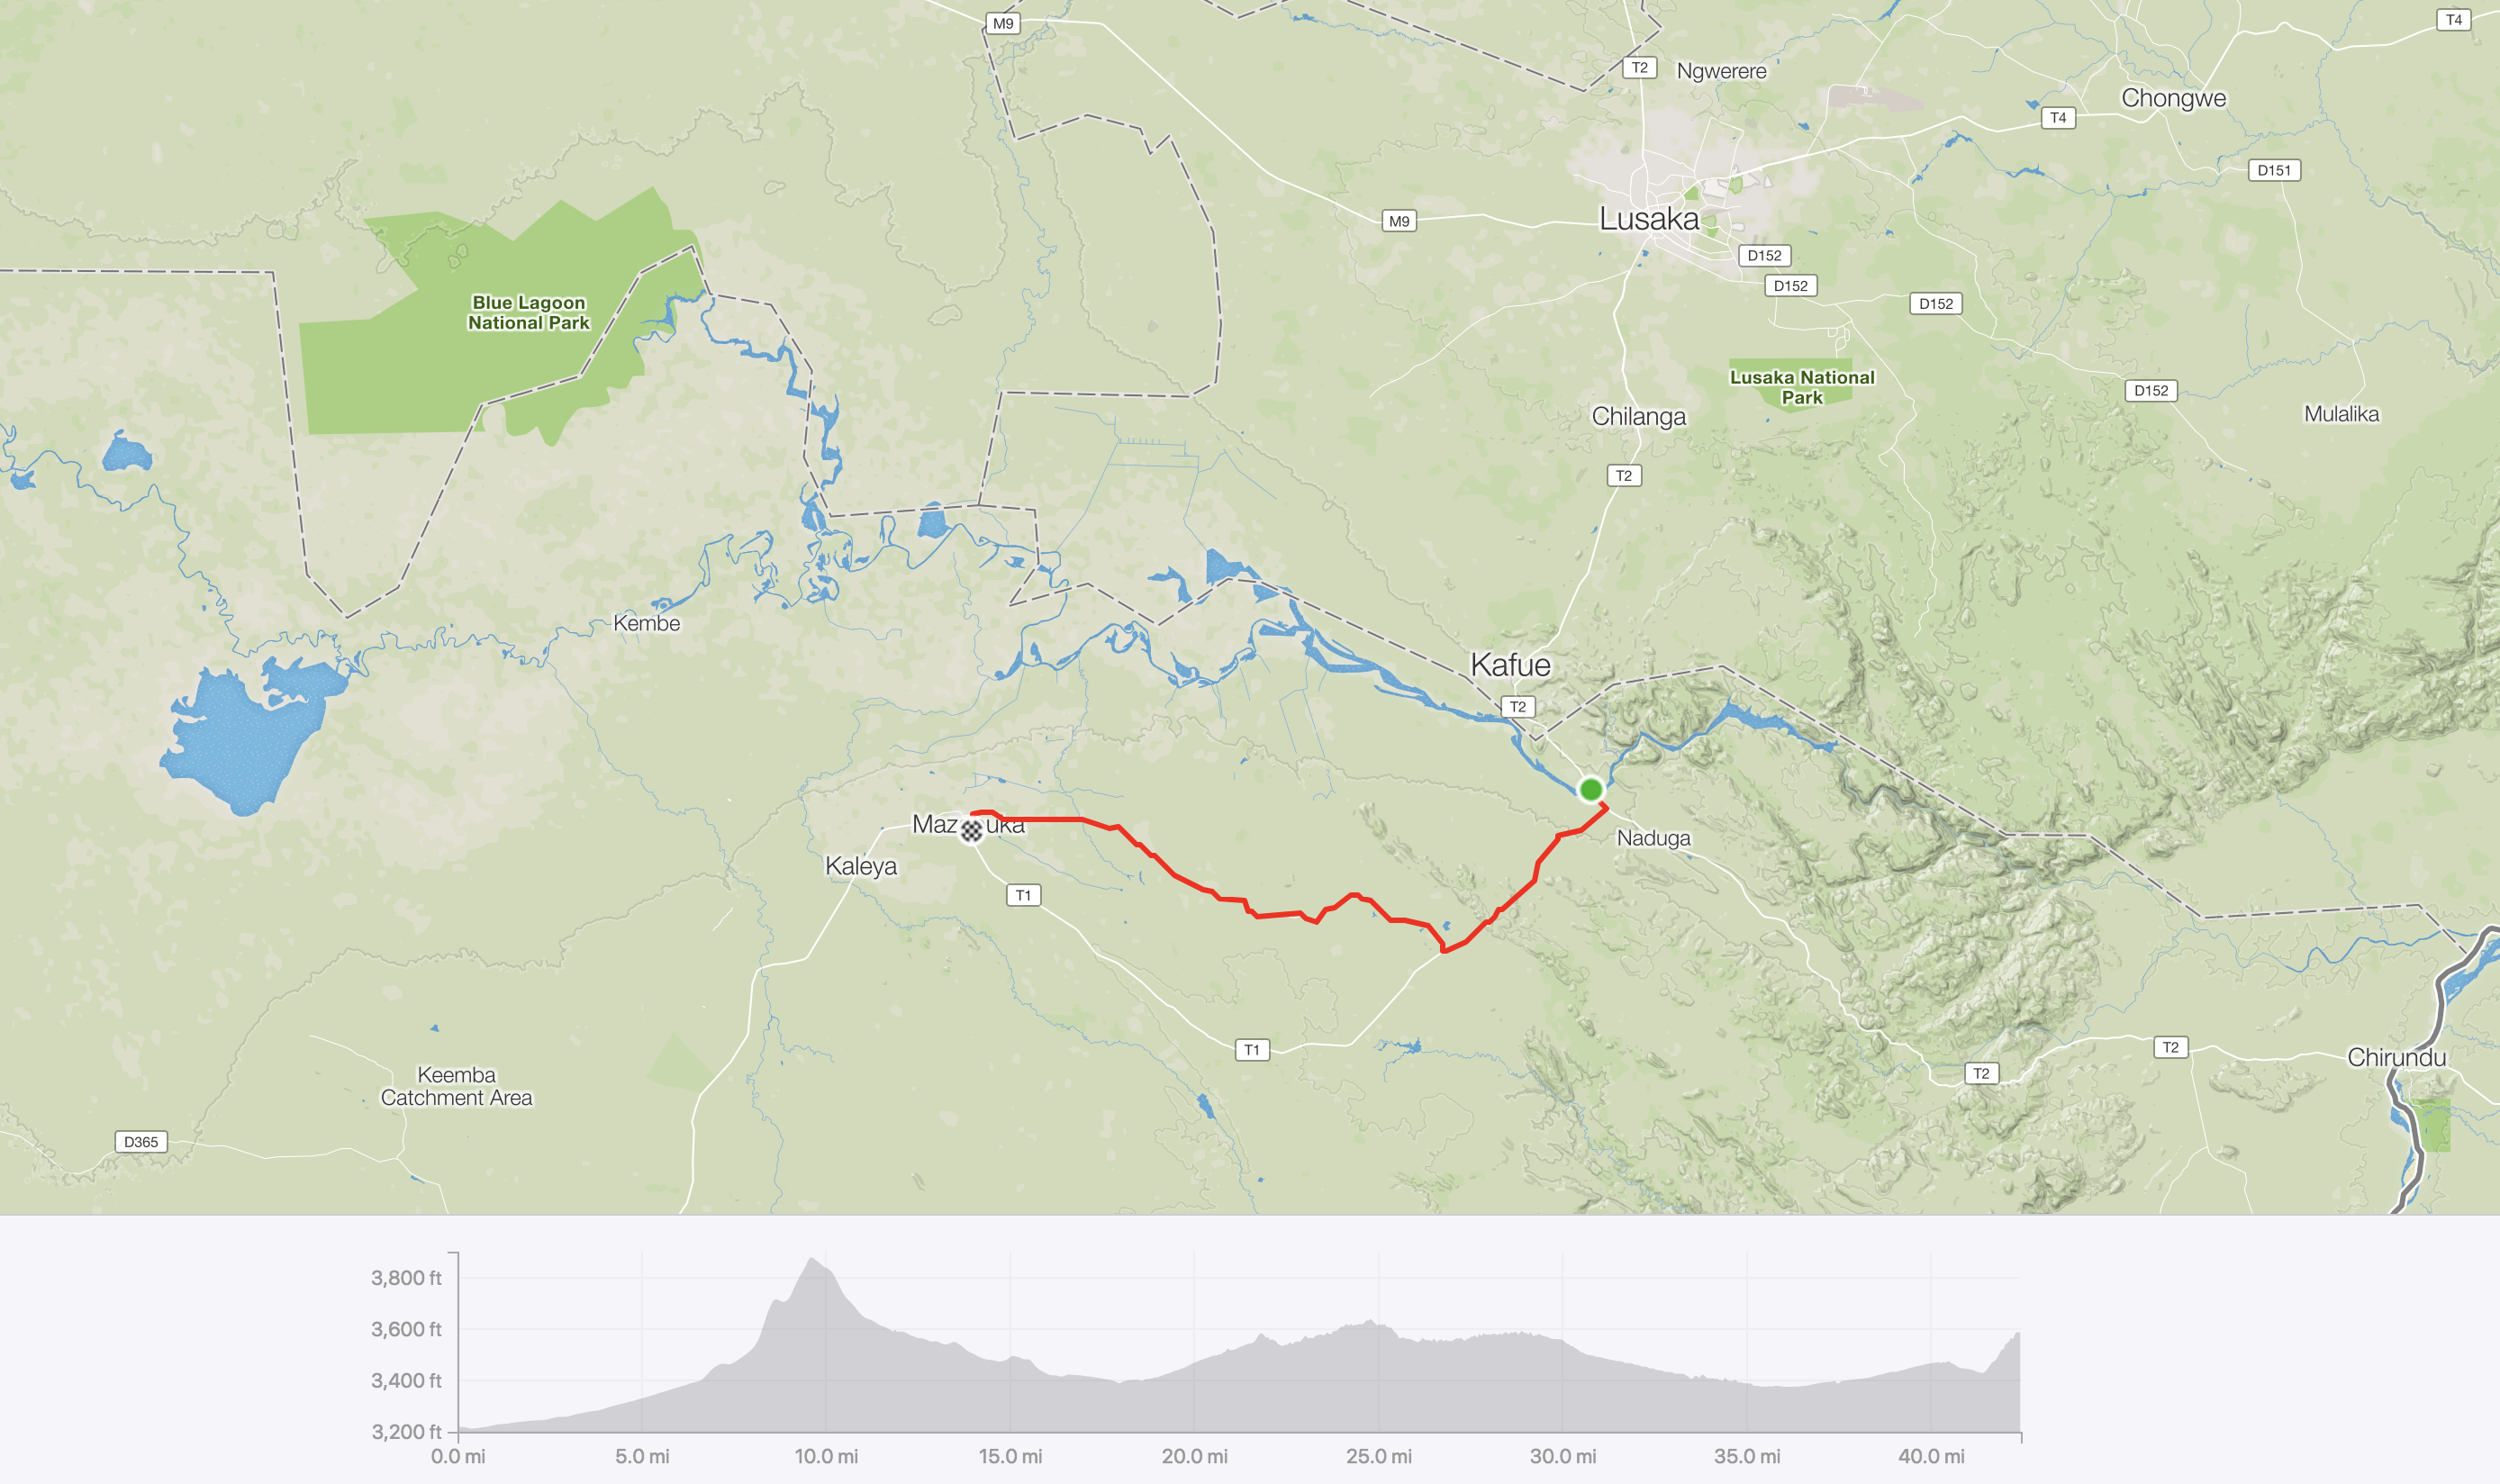 M9
T4
T2
Ngwerere
Chongwe
T4
D151
Lusaka
M9
D152
D152
Blue Lagoon
National Park
D152
Lusaka National
Park
D152
Chilanga
Mulalika
T2
Kembe
Kafue
T2
Maz uka
Naduga
Kaleya
T1
T1
T2
T2
Chirundu
Keemba
Catchment Area
D365
3,800 ft
3,600 ft
3,400 ft
3,200 ft
0.0 mi 5.0 mi 10.0 mi 15.0 mi 20.0 mi 25.0 mi 30.0 mi 35.0 mi 40.0 mi